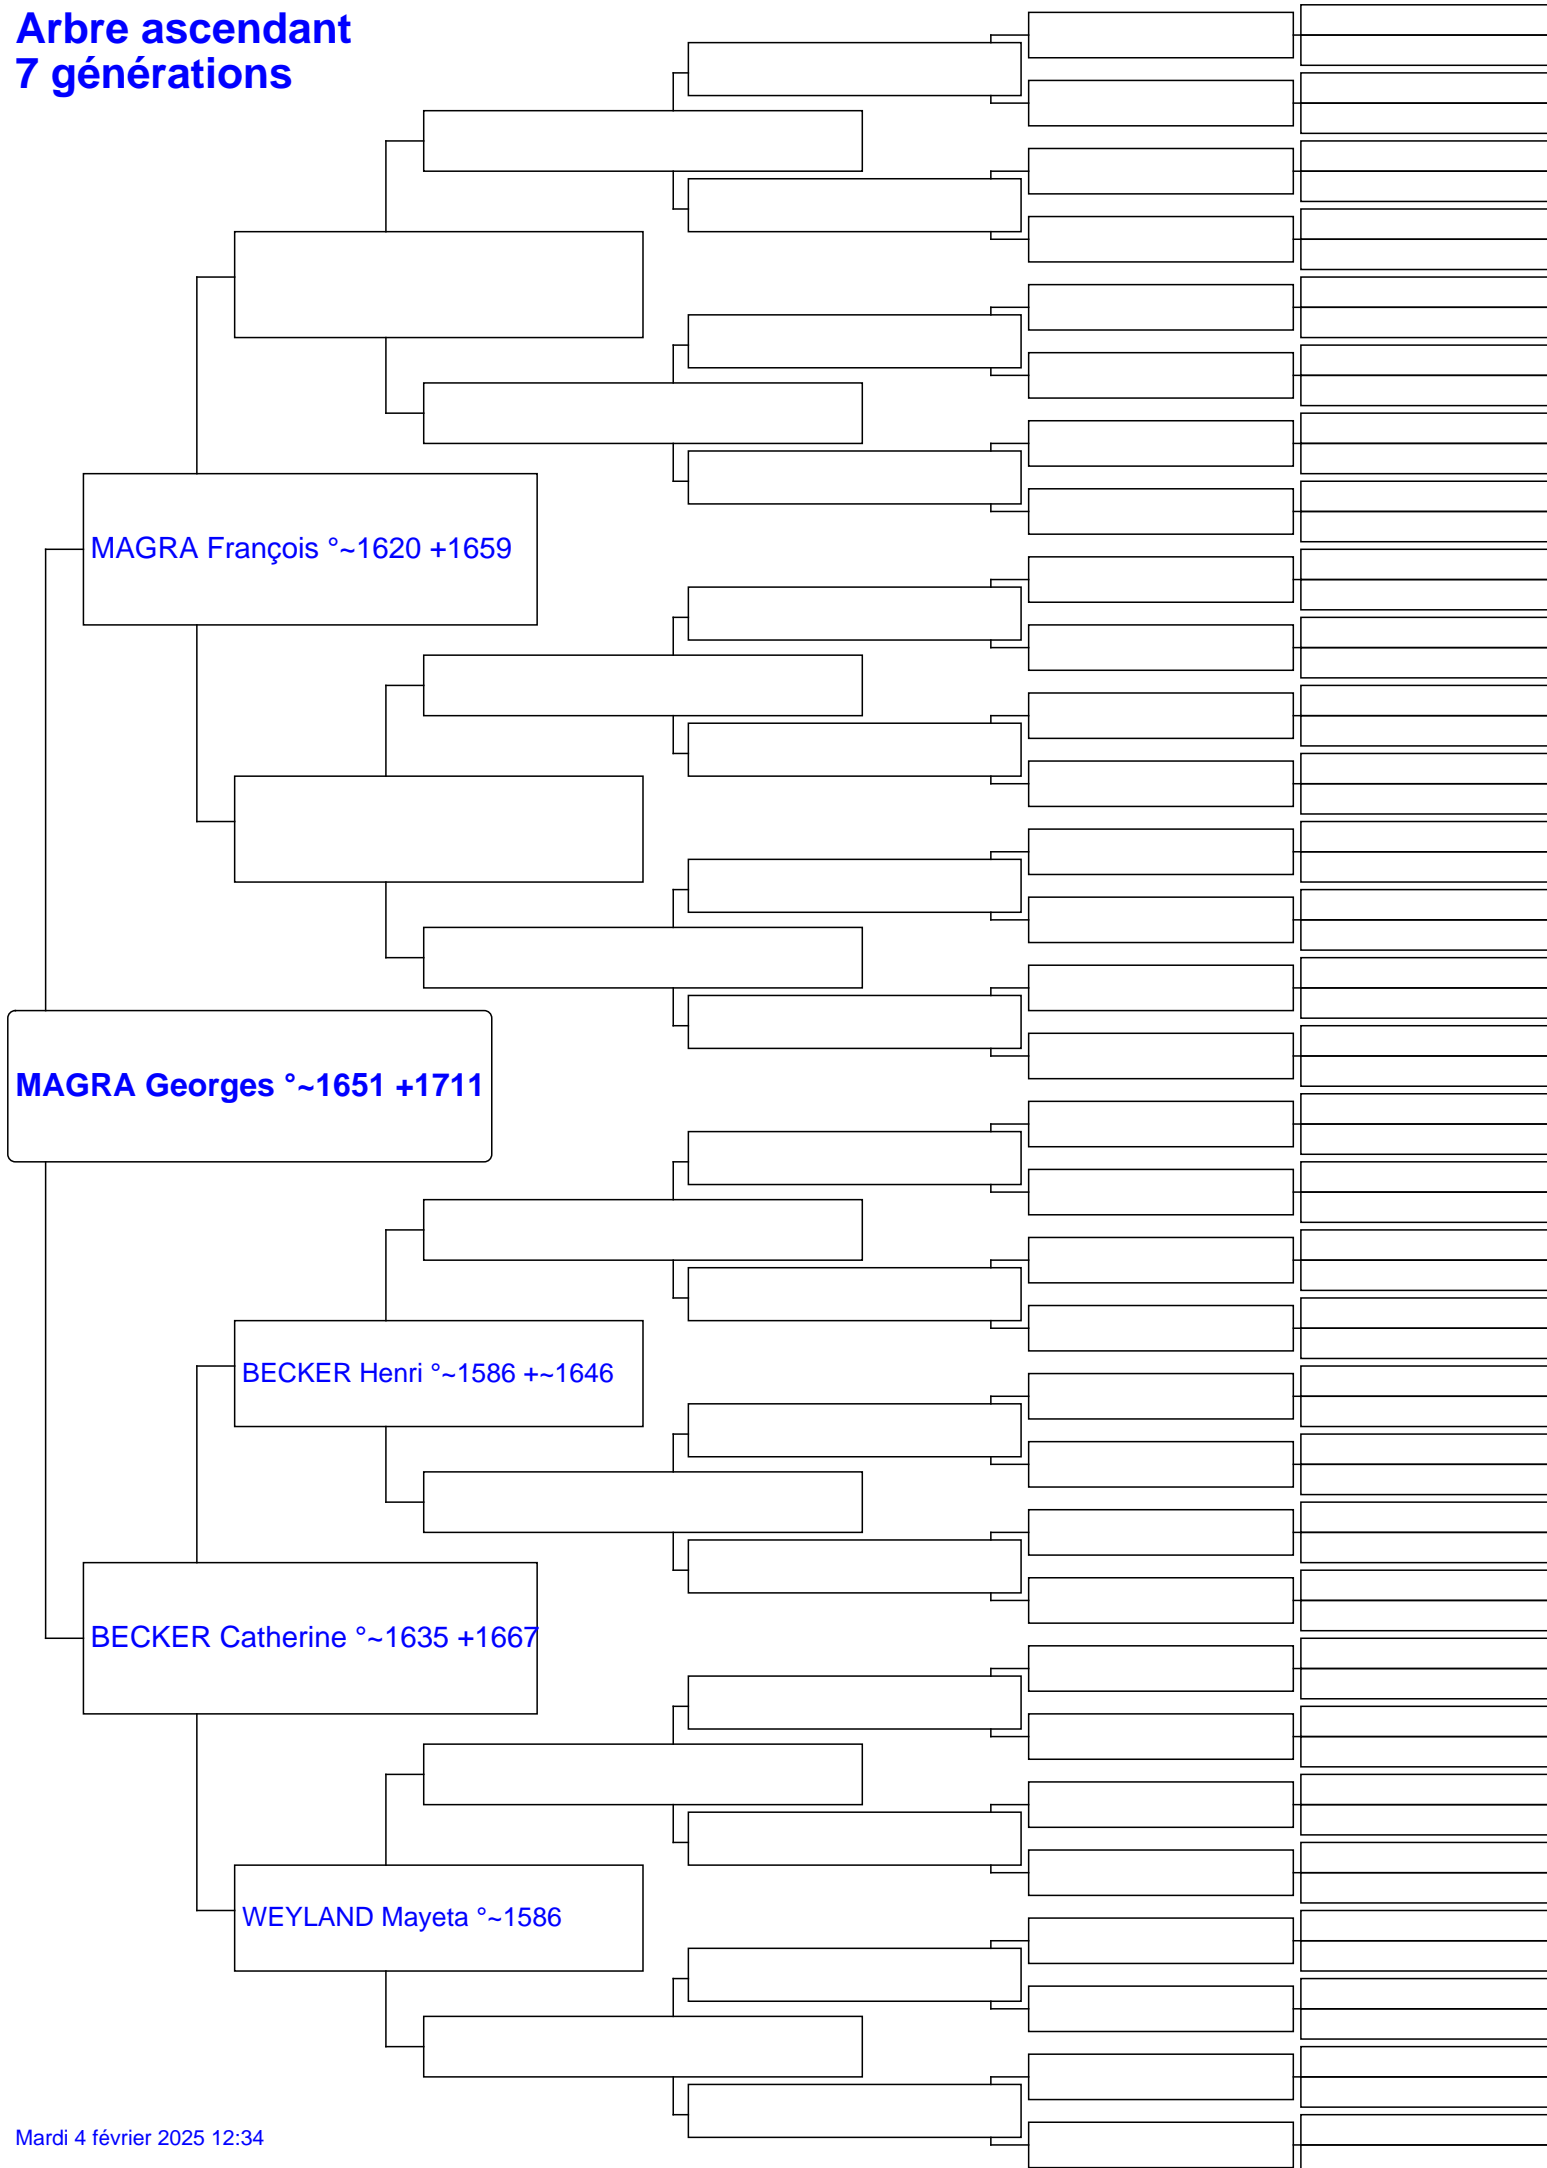 Arbre ascendant
7 générations
MAGRA François °~1620 +1659
MAGRA Georges °~1651 +1711
BECKER Henri °~1586 +~1646
BECKER Catherine °~1635 +1667
WEYLAND Mayeta °~1586
Mardi 4 février 2025 12:34